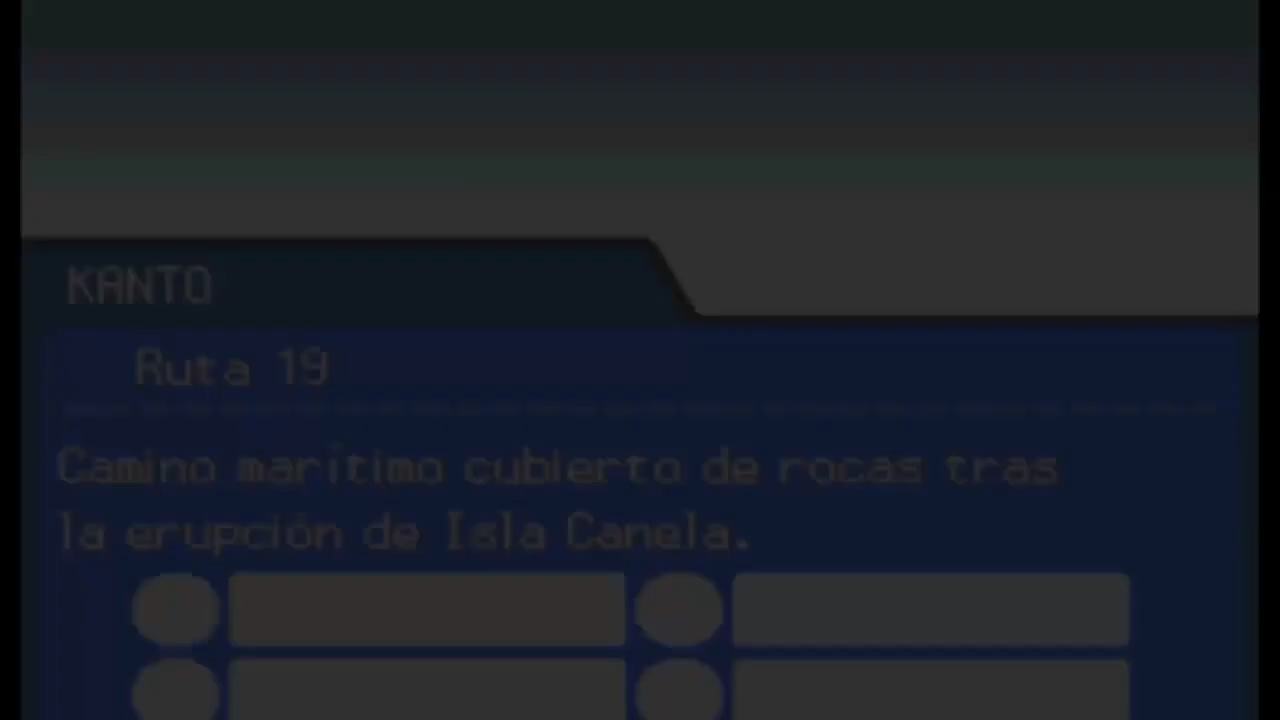 KANTO
Ruta 19
Camino marítimo cubierto de rocas tras
la erupción de Isla Canela.